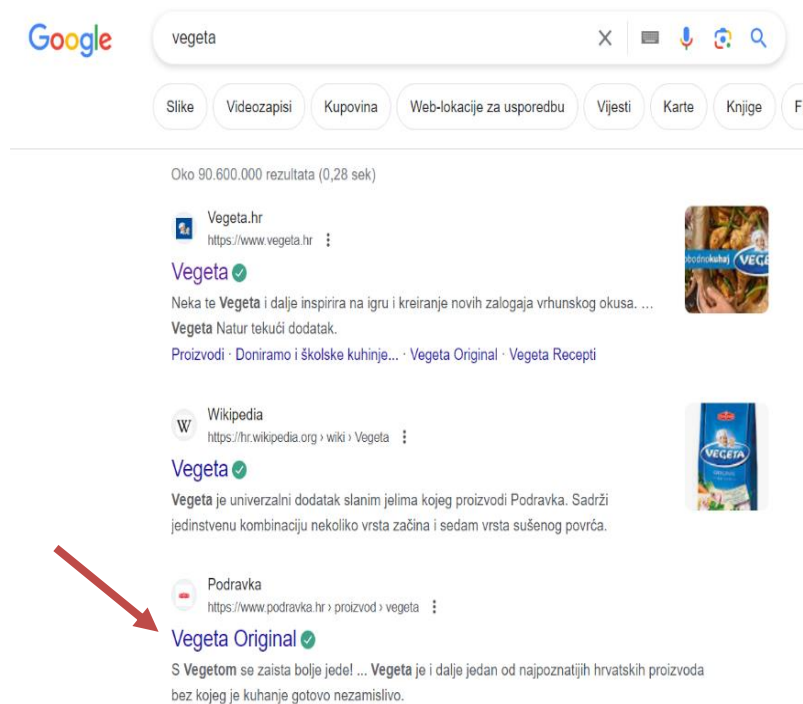 Google
vegeta
Slike Videozapisi Kupovina Web-lokacije za usporedbu Vijesti Karte Knjige F
Oko 90.600.000 rezultata (0,28 sek)
Vegeta.hr
https://www.vegeta.hr
Vegeta
Neka te Vegeta i dalje inspirira na igru i kreiranje novih zalogaja vrhunskog okusa. ...
Vegeta Natur tekući dodatak.
Proizvodi · Doniramo i školske kuhinje... · Vegeta Original · Vegeta Recepti
obodnokuhaj VEGE
W
Wikipedia
https://hr.wikipedia.org › wiki › Vegeta
Vegeta
Vegeta je univerzalni dodatak slanim jelima kojeg proizvodi Podravka. Sadrži
jedinstvenu kombinaciju nekoliko vrsta začina i sedam vrsta sušenog povrća.
VEGETA
ORIGINAL
Podravka
https://www.podravka.hr › proizvod › vegeta
Vegeta Original
S Vegetom se zaista bolje jede! ... Vegeta je i dalje jedan od najpoznatijih hrvatskih proizvoda
bez kojeg je kuhanje gotovo nezamislivo.